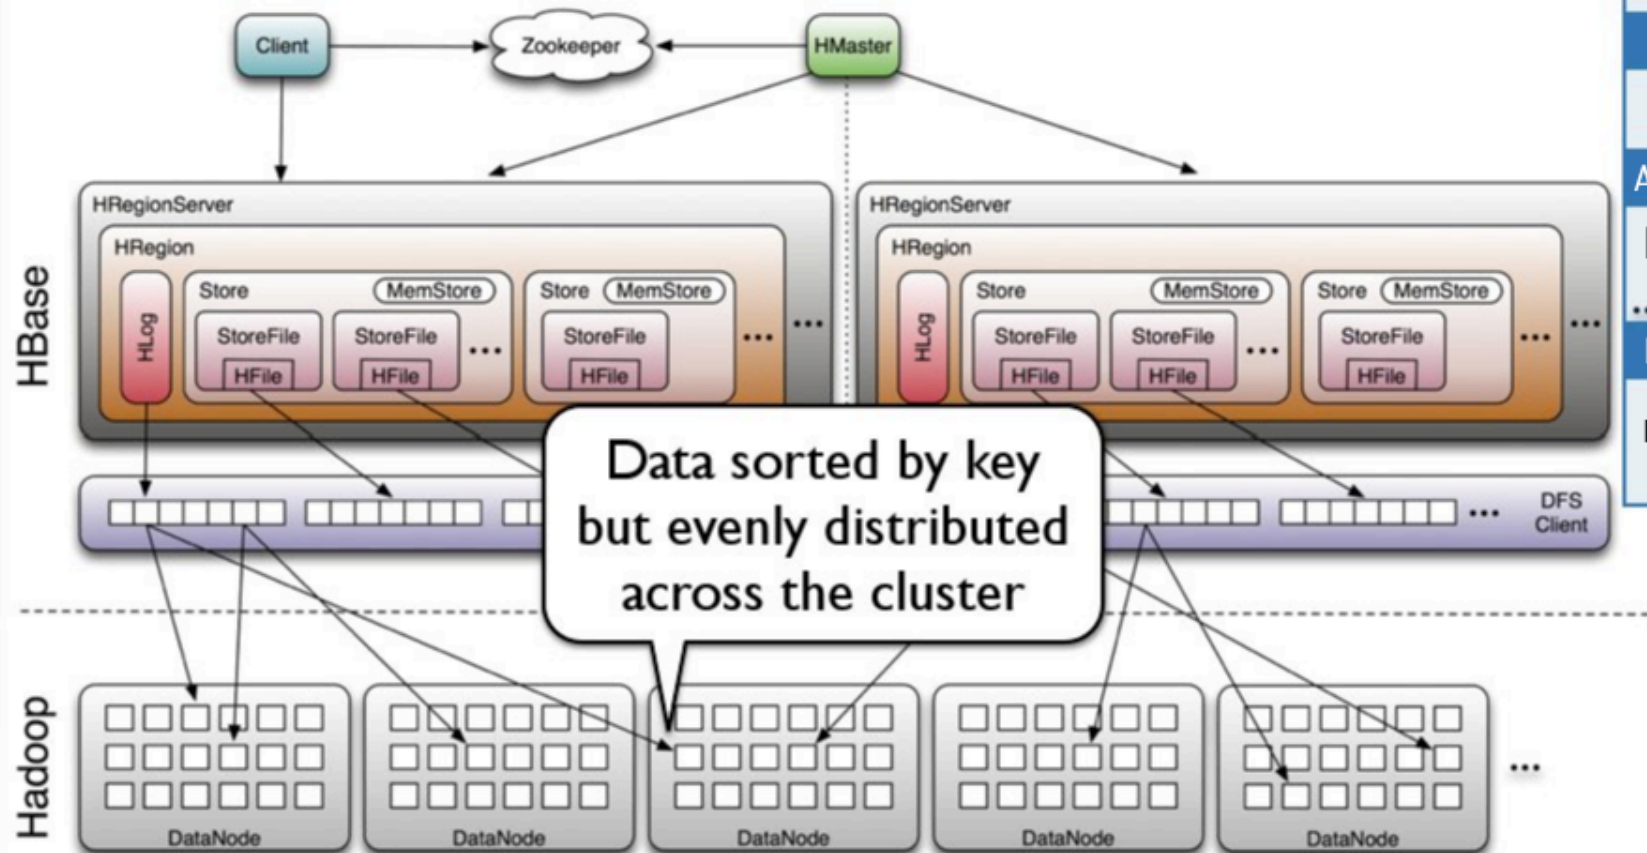 Client
Zookeeper
HMaster
HBase
HRegionServer
HRegion
HLog
Store
MemStore
StoreFile
HFile
StoreFile
HFile
...
Store
MemStore
StoreFile
HFile
...
...
HRegionServer
HRegion
HLog
Store
MemStore
StoreFile
HFile
StoreFile
HFile
...
Store
MemStore
StoreFile
HFile
...
...
Data sorted by key
but evenly distributed
across the cluster
...
DFS
Client
Hadoop
DataNode
DataNode
DataNode
DataNode
DataNode
...